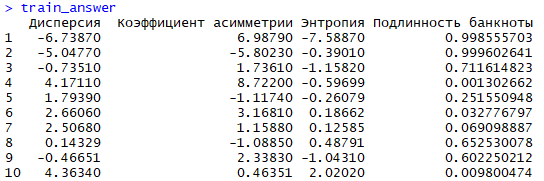 > train_answer
Дисперсия Коэффициент асимметрии Энтропия Подлинность банкноты
1 -6.73870 6.98790 -7.58870 0.998555703
2 -5.04770 -5.80230 -0.39010 0.999602641
3 -0.73510 1.73610 -1.15820 0.711614823
4 4.17110 8.72200 -0.59699 0.001302662
5 1.79390 -1.11740 -0.26079 0.251550948
6 2.66060 3.16810 0.18662 0.032776797
7 2.50680 1.15880 0.12585 0.069098887
8 0.14329 -1.08850 0.48791 0.652530078
9 -0.46651 2.33830 -1.04310 0.602250212
10 4.36340 0.46351 2.02020 0.009800474